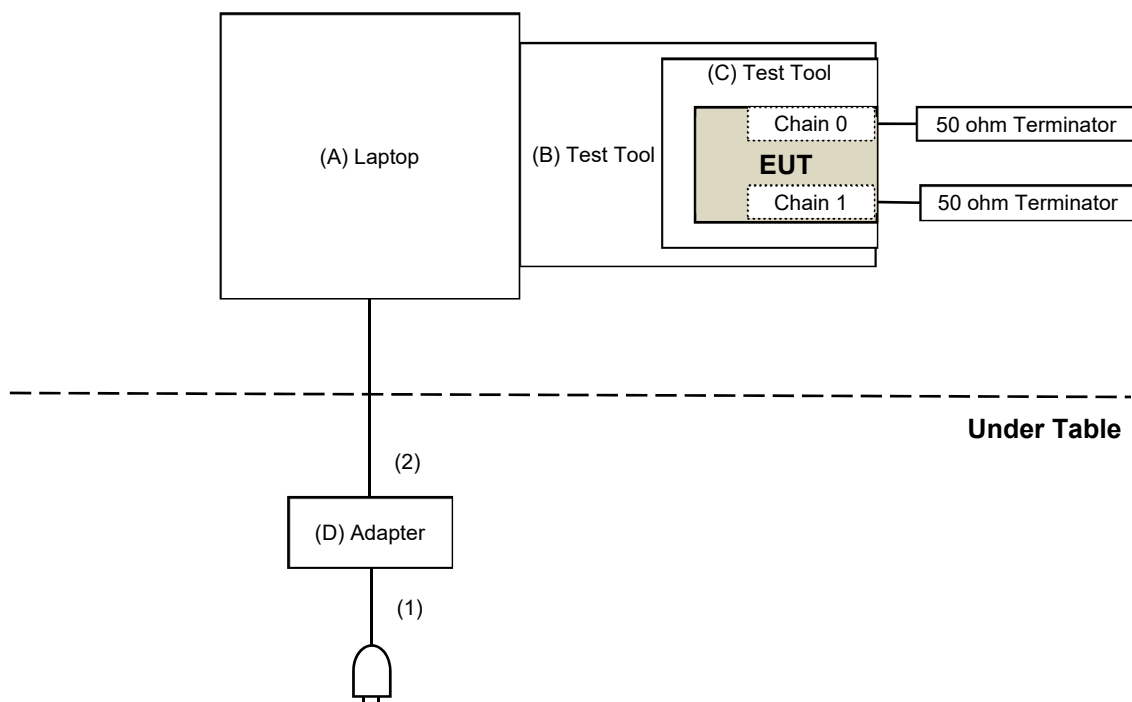 (C) Test Tool
Chain 0
50 ohm Terminator
(A) Laptop
(B) Test Tool
EUT
Chain 1
50 ohm Terminator
Under Table
(2)
(D) Adapter
(1)